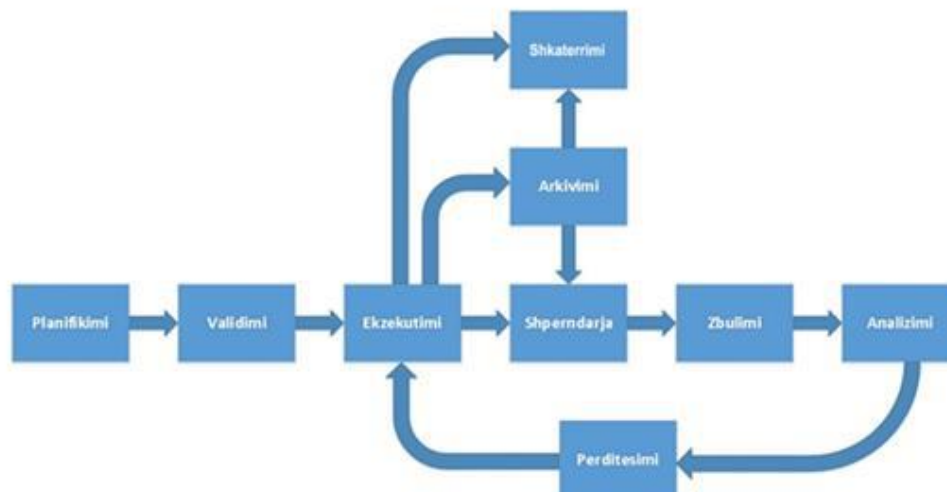 Shkaterrimi
Arkivimi
Planifikimi
Validimi
Ekzekutimi
Shperndarja
Zbulimi
Analizimi
Perditesimi